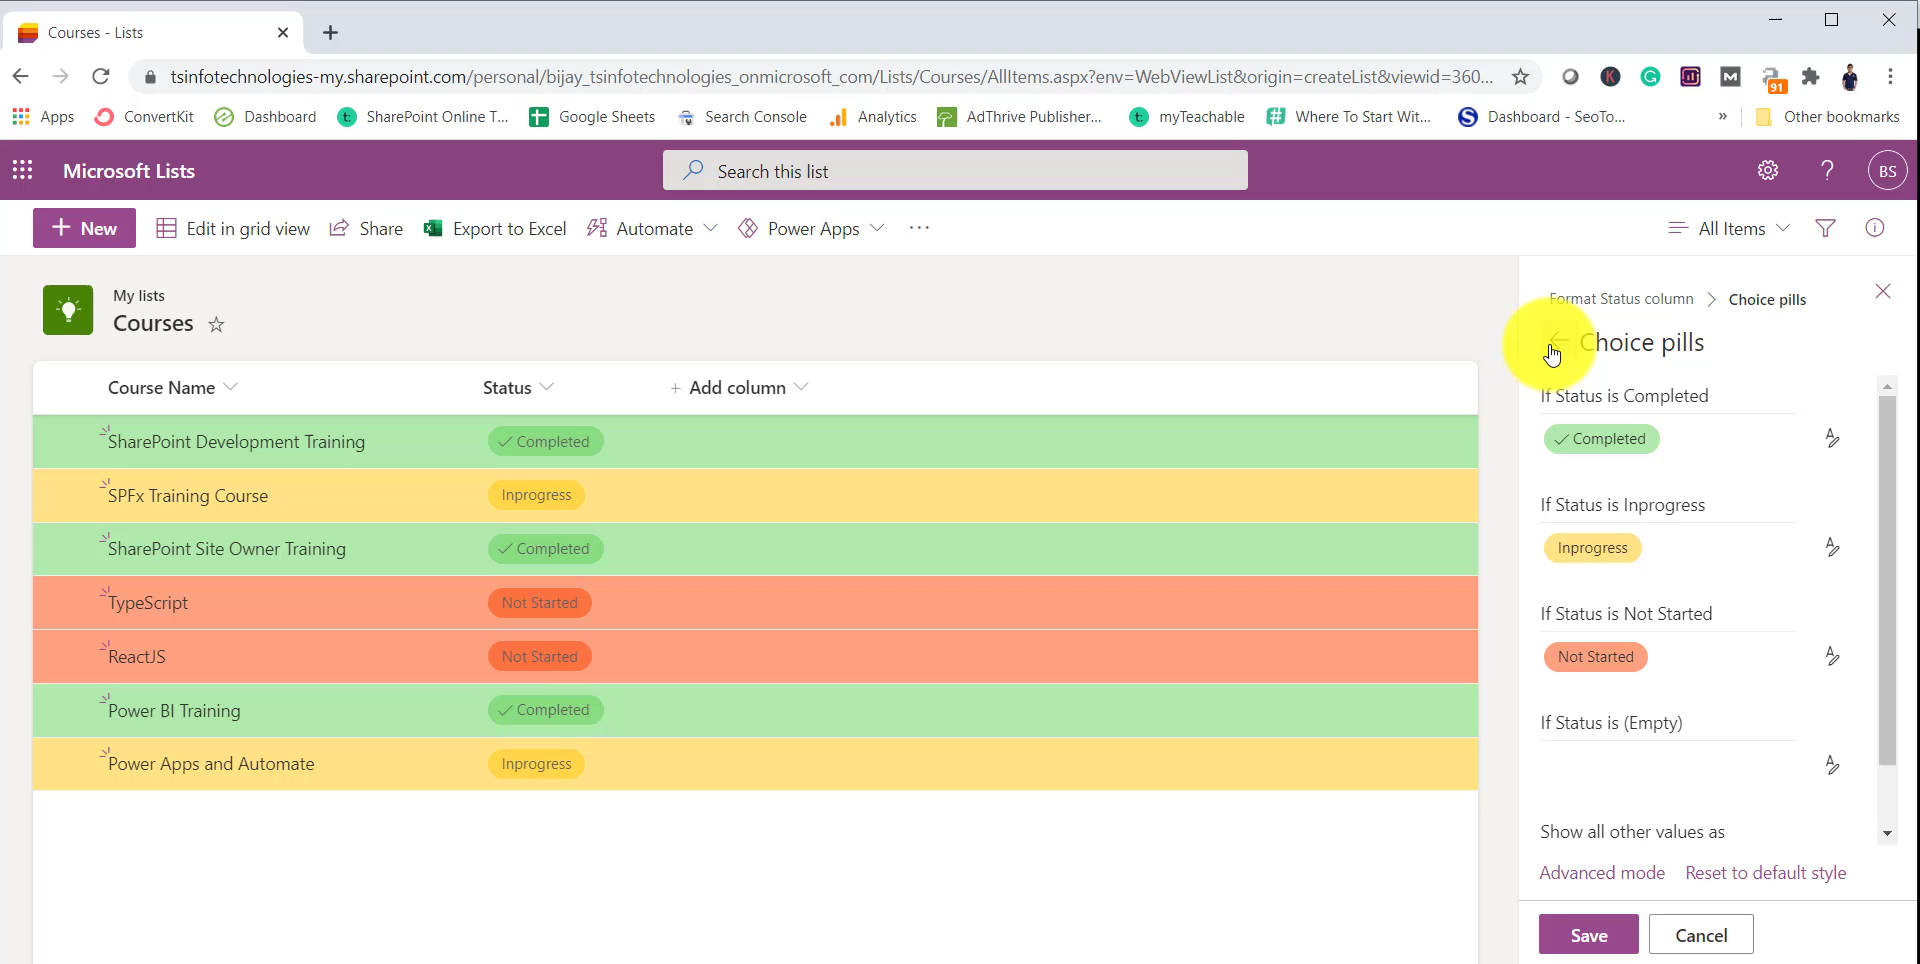 Courses - Lists
tsinfotechnologies-my.sharepoint.com/personal/bijay_tsinfotechnologies_onmicrosoft_com/Lists/Courses/AllItems.aspx?env=WebViewList&origin=createList&viewid=360...
K
G
M
91
Apps
ConvertKit
Dashboard
t:
SharePoint Online T...
Google Sheets
Search Console
Analytics
AdThrive Publisher...
t:
myTeachable
Where To Start Wit...
Dashboard - SeoTo...
»
Other bookmarks
Microsoft Lists
Search this list
?
BS
+ New
Edit in grid view
Share
Export to Excel
Automate
Power Apps
...
All Items
My lists
Courses
Course Name
Status
+ Add column
SharePoint Development Training
Completed
SPFx Training Course
Inprogress
SharePoint Site Owner Training
Completed
TypeScript
Not Started
ReactJS
Not Started
Power BI Training
Completed
Power Apps and Automate
Inprogress
Format Status column > Choice pills
Choice pills
If Status is Completed
Completed
If Status is Inprogress
Inprogress
If Status is Not Started
Not Started
If Status is (Empty)
Show all other values as
Advanced mode
Reset to default style
Save
Cancel